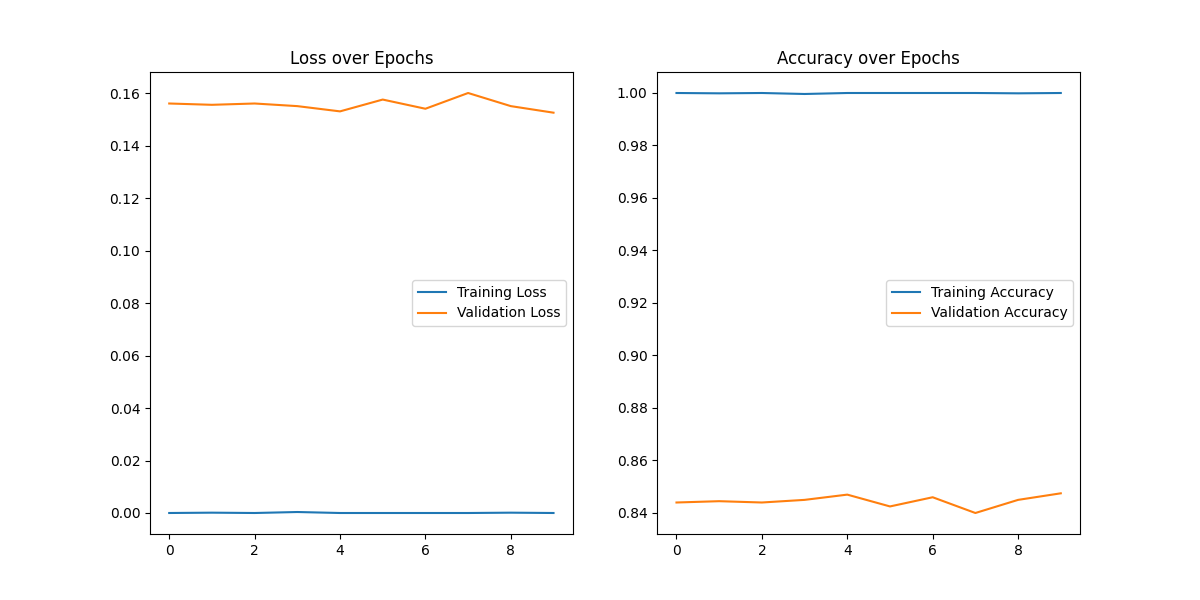 Loss over Epochs
0.16
0.14
0.12
0.10
0.08
0.06
0.04
0.02
0.00
0 2 4 6 8
Training Loss
Validation Loss
Accuracy over Epochs
1.00
0.98
0.96
0.94
0.92
0.90
0.88
0.86
0.84
0 2 4 6 8
Training Accuracy
Validation Accuracy